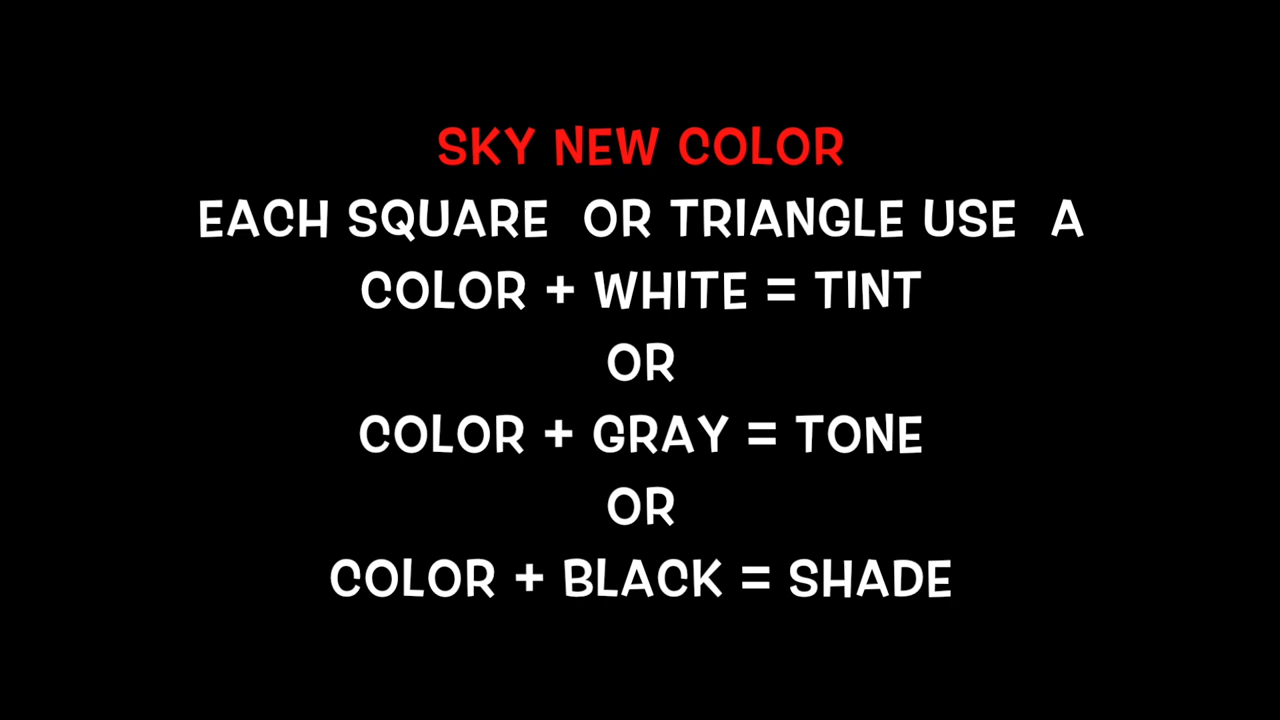 SKY NEW COLOR
EACH SQUARE OR TRIANGLE USE A
COLOR + WHITE = TINT
OR
COLOR + GRAY = TONE
OR
COLOR + BLACK = SHADE